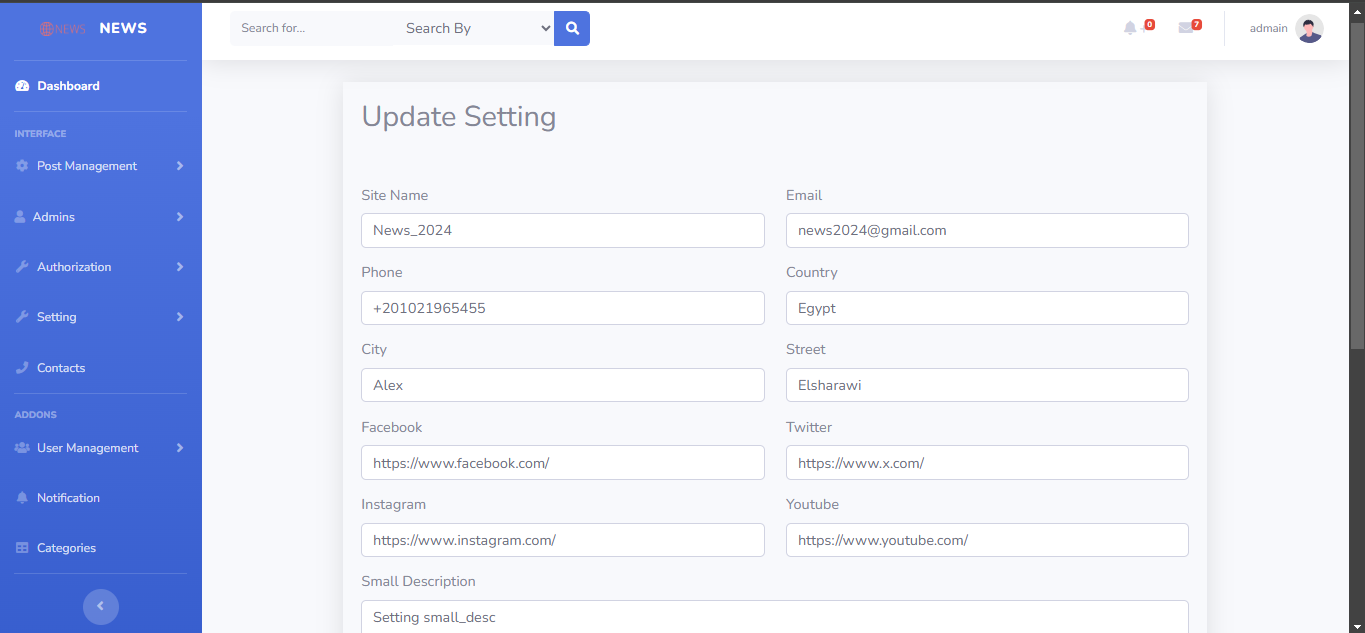 NEWS NEWS
Dashboard
INTERFACE
Post Management
Admins
Authorization
Setting
Contacts
ADDONS
User Management
Notification
Categories
Search for...
Search By
0
7
admain
Update Setting
Site Name
News_2024
Email
news2024@gmail.com
Phone
+201021965455
Country
Egypt
City
Alex
Street
Elsharawi
Facebook
https://www.facebook.com/
Twitter
https://www.x.com/
Instagram
https://www.instagram.com/
Youtube
https://www.youtube.com/
Small Description
Setting small_desc